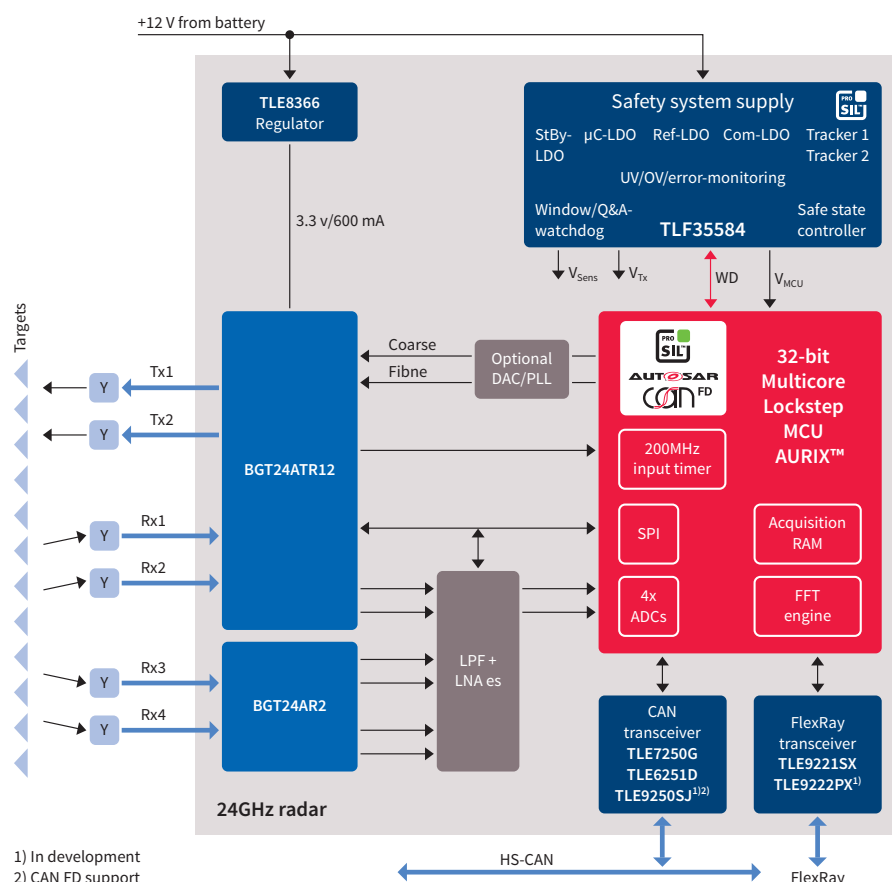 +12 V from battery
TLE8366
Regulator
3.3 v/600 mA
Safety system supply
PRO
SIL™
StBy-
LDO
µC-LDO
Ref-LDO
Com-LDO
Tracker 1
Tracker 2
UV/OV/error-monitoring
Window/Q&A-
watchdog
TLF35584
Safe state
controller
VSens
VTx
WD
VMCU
Targets
Y
Tx1
Y
Tx2
Y
Rx1
Y
Rx2
Y
Rx3
Y
Rx4
BGT24ATR12
BGT24AR2
Coarse
Fibne
Optional
DAC/PLL
LPF +
LNA es
PRO
SIL™
AUTOSAR
CAN FD
32-bit
Multicore
Lockstep
MCU
AURIX™
200MHz
input timer
SPI
Acquisition
RAM
4x
ADCs
FFT
engine
CAN
transceiver
TLE7250G
TLE6251D
TLE9250SJ1)2)
FlexRay
transceiver
TLE9221SX
TLE9222PX1)
24GHz radar
HS-CAN
FlexRay
1) In development
2) CAN FD support